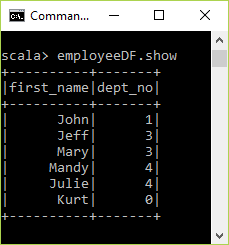 Comman...
C:\.
scala> employeeDF.show
+----------+-------+
|first_name|dept_no|
+----------+-------+
|      John|      1|
|      Jeff|      3|
|      Mary|      3|
|     Mandy|      4|
|     Julie|      4|
|      Kurt|      0|
+----------+-------+